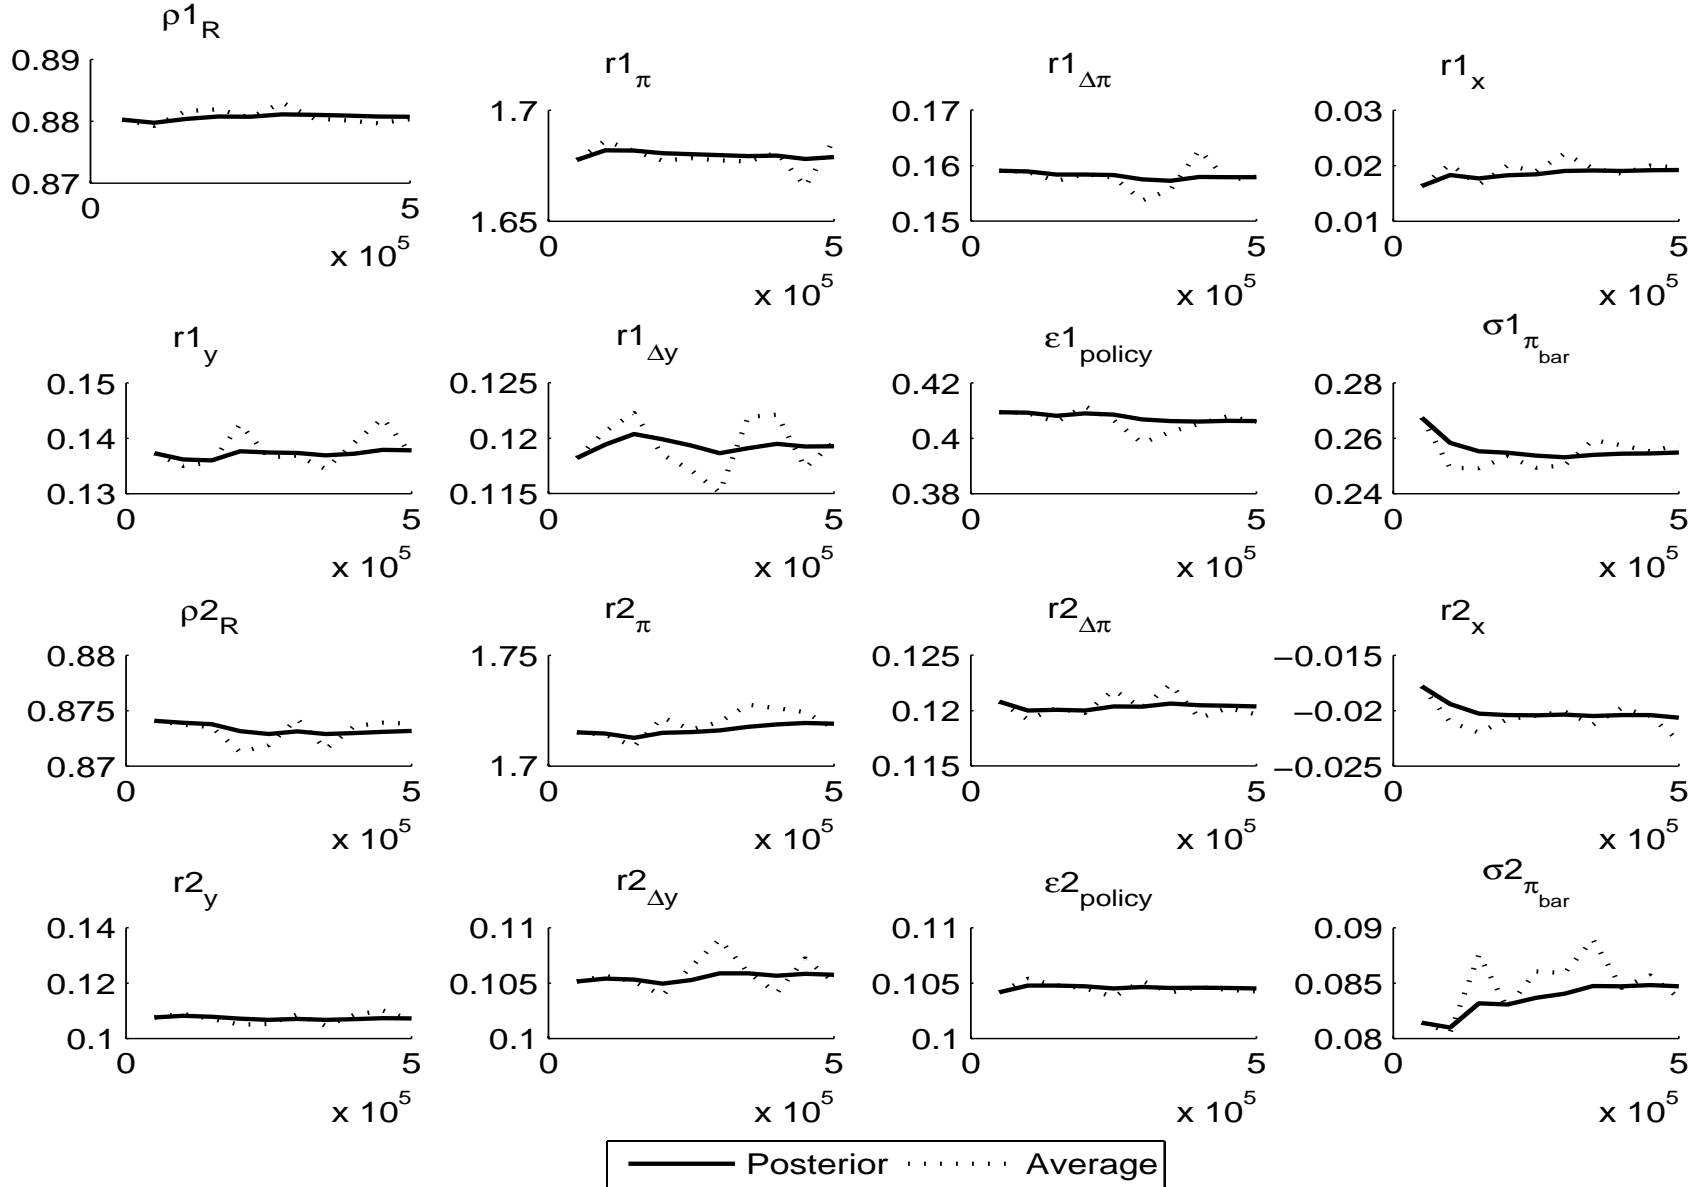 ρ1_R
0.89
0.88
0.87
0 5
x 10^5
r1_π
1.7
1.65
0 5
x 10^5
r1_Δπ
0.17
0.16
0.15
0 5
x 10^5
r1_x
0.03
0.02
0.01
0 5
x 10^5
r1_y
0.15
0.14
0.13
0 5
x 10^5
r1_Δy
0.125
0.12
0.115
0 5
x 10^5
ε1_policy
0.42
0.4
0.38
0 5
x 10^5
σ1_π_bar
0.28
0.26
0.24
0 5
x 10^5
ρ2_R
0.88
0.875
0.87
0 5
x 10^5
r2_π
1.75
1.7
0 5
x 10^5
r2_Δπ
0.125
0.12
0.115
0 5
x 10^5
r2_x
−0.015
−0.02
−0.025
0 5
x 10^5
r2_y
0.14
0.12
0.1
0 5
x 10^5
r2_Δy
0.11
0.105
0.1
0 5
x 10^5
ε2_policy
0.11
0.105
0.1
0 5
x 10^5
σ2_π_bar
0.09
0.085
0.08
0 5
x 10^5
Posterior Average